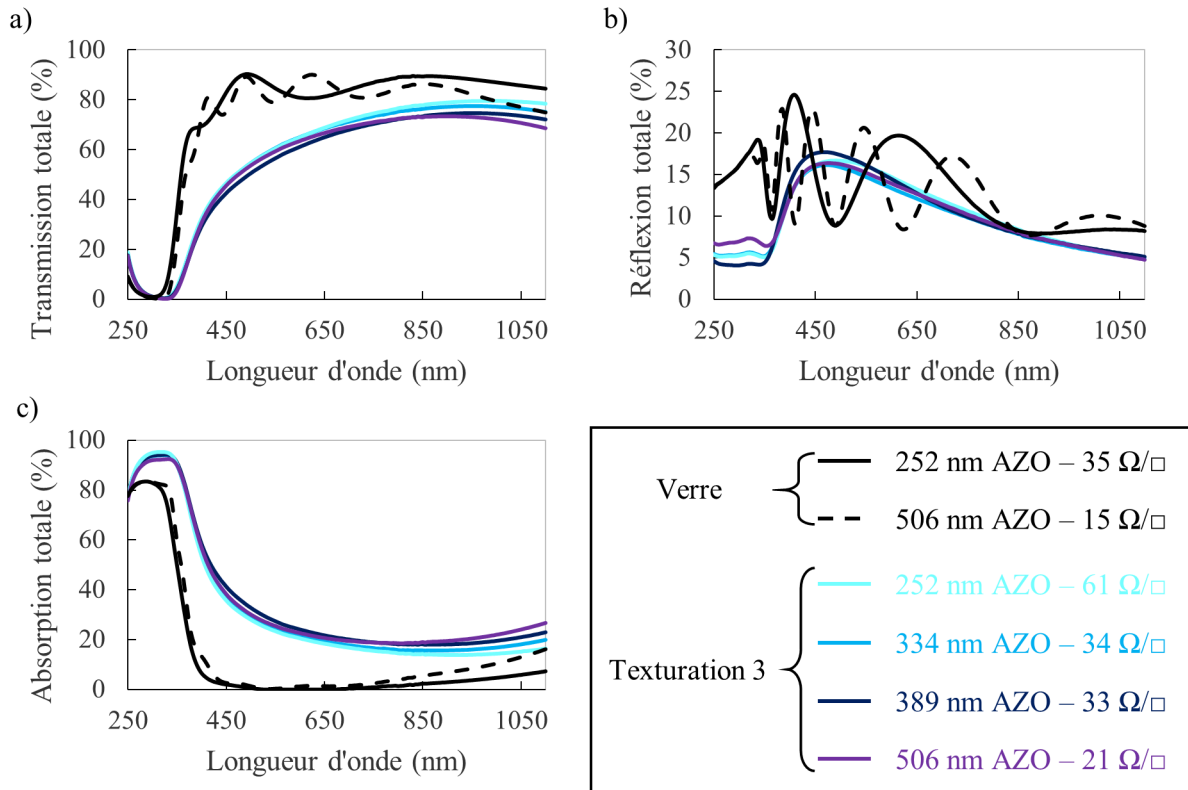 a)
100
80
60
40
20
0
250 450 650 850 1050
Transmission totale (%)
Longueur d'onde (nm)
b)
30
25
20
15
10
5
0
250 450 650 850 1050
Réflexion totale (%)
Longueur d'onde (nm)
c)
100
80
60
40
20
0
250 450 650 850 1050
Absorption totale (%)
Longueur d'onde (nm)
Verre
252 nm AZO – 35 Ω/□
506 nm AZO – 15 Ω/□
Texturation 3
252 nm AZO – 61 Ω/□
334 nm AZO – 34 Ω/□
389 nm AZO – 33 Ω/□
506 nm AZO – 21 Ω/□